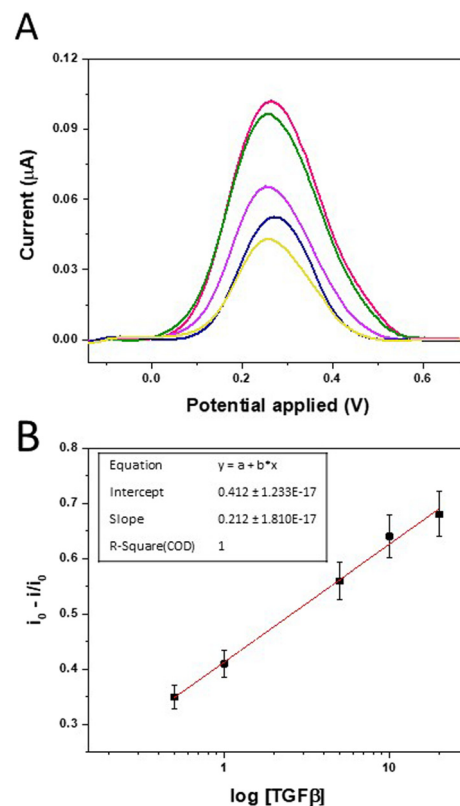 A
0.12
0.09
0.06
0.03
0.00
Current (µA)
0.0 0.2 0.4 0.6
Potential applied (V)
B
0.8
0.7
0.6
0.5
0.4
0.3
i₀ - i/i₀
Equation y = a + b*x
Intercept 0.412 ± 1.233E-17
Slope 0.212 ± 1.810E-17
R-Square(COD) 1
1 10
log [TGFβ]